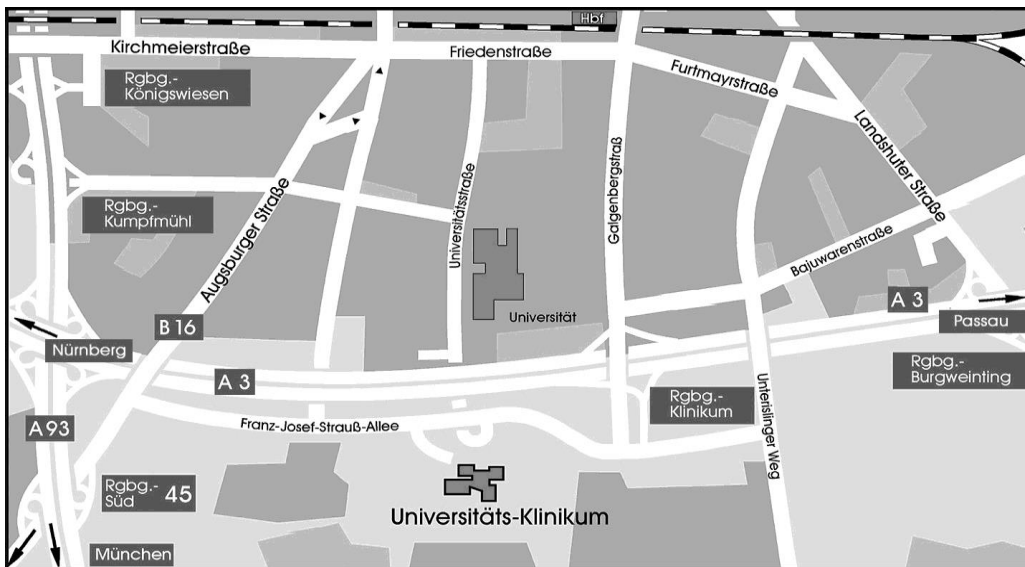 Hbf
Kirchmeierstraße
Friedenstraße
Rgbg.-
Königswiesen
Furtmayrstraße
Landshuter Straße
Rgbg.-
Kumpfmühl
Augsburger Straße
Universitätsstraße
Galgenbergstraß
Bajuwarenstraße
Universität
B 16
A 3
Passau
Nürnberg
A 3
Rgbg.-
Burgweinting
Rgbg.-
Klinikum
Unterislinger Weg
A 93
Franz-Josef-Strauß-Allee
Rgbg.-
Süd 45
Universitäts-Klinikum
München